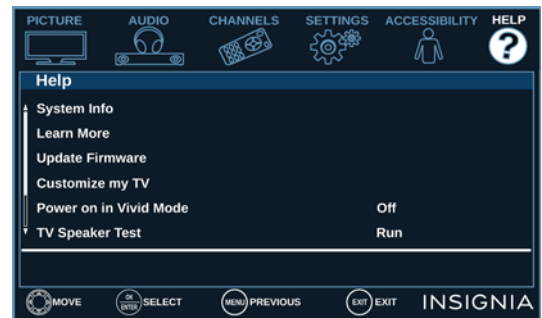 PICTURE AUDIO CHANNELS SETTINGS ACCESSIBILITY HELP
?
Help
System Info
Learn More
Update Firmware
Customize my TV
Power on in Vivid Mode Off
TV Speaker Test Run
MOVE OK ENTER SELECT MENU PREVIOUS EXIT EXIT INSIGNIA